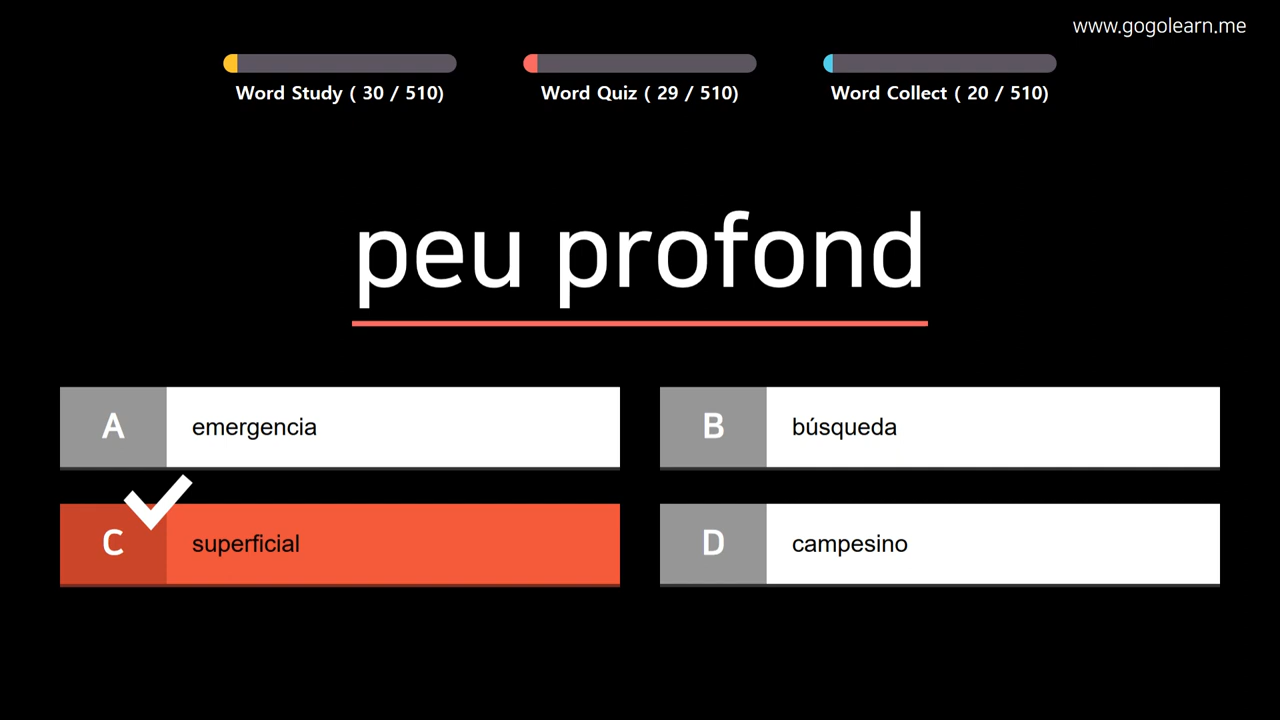 www.gogolearn.me
Word Study ( 30 / 510)
Word Quiz ( 29 / 510)
Word Collect ( 20 / 510)
peu profond
A
emergencia
B
búsqueda
C
superficial
D
campesino